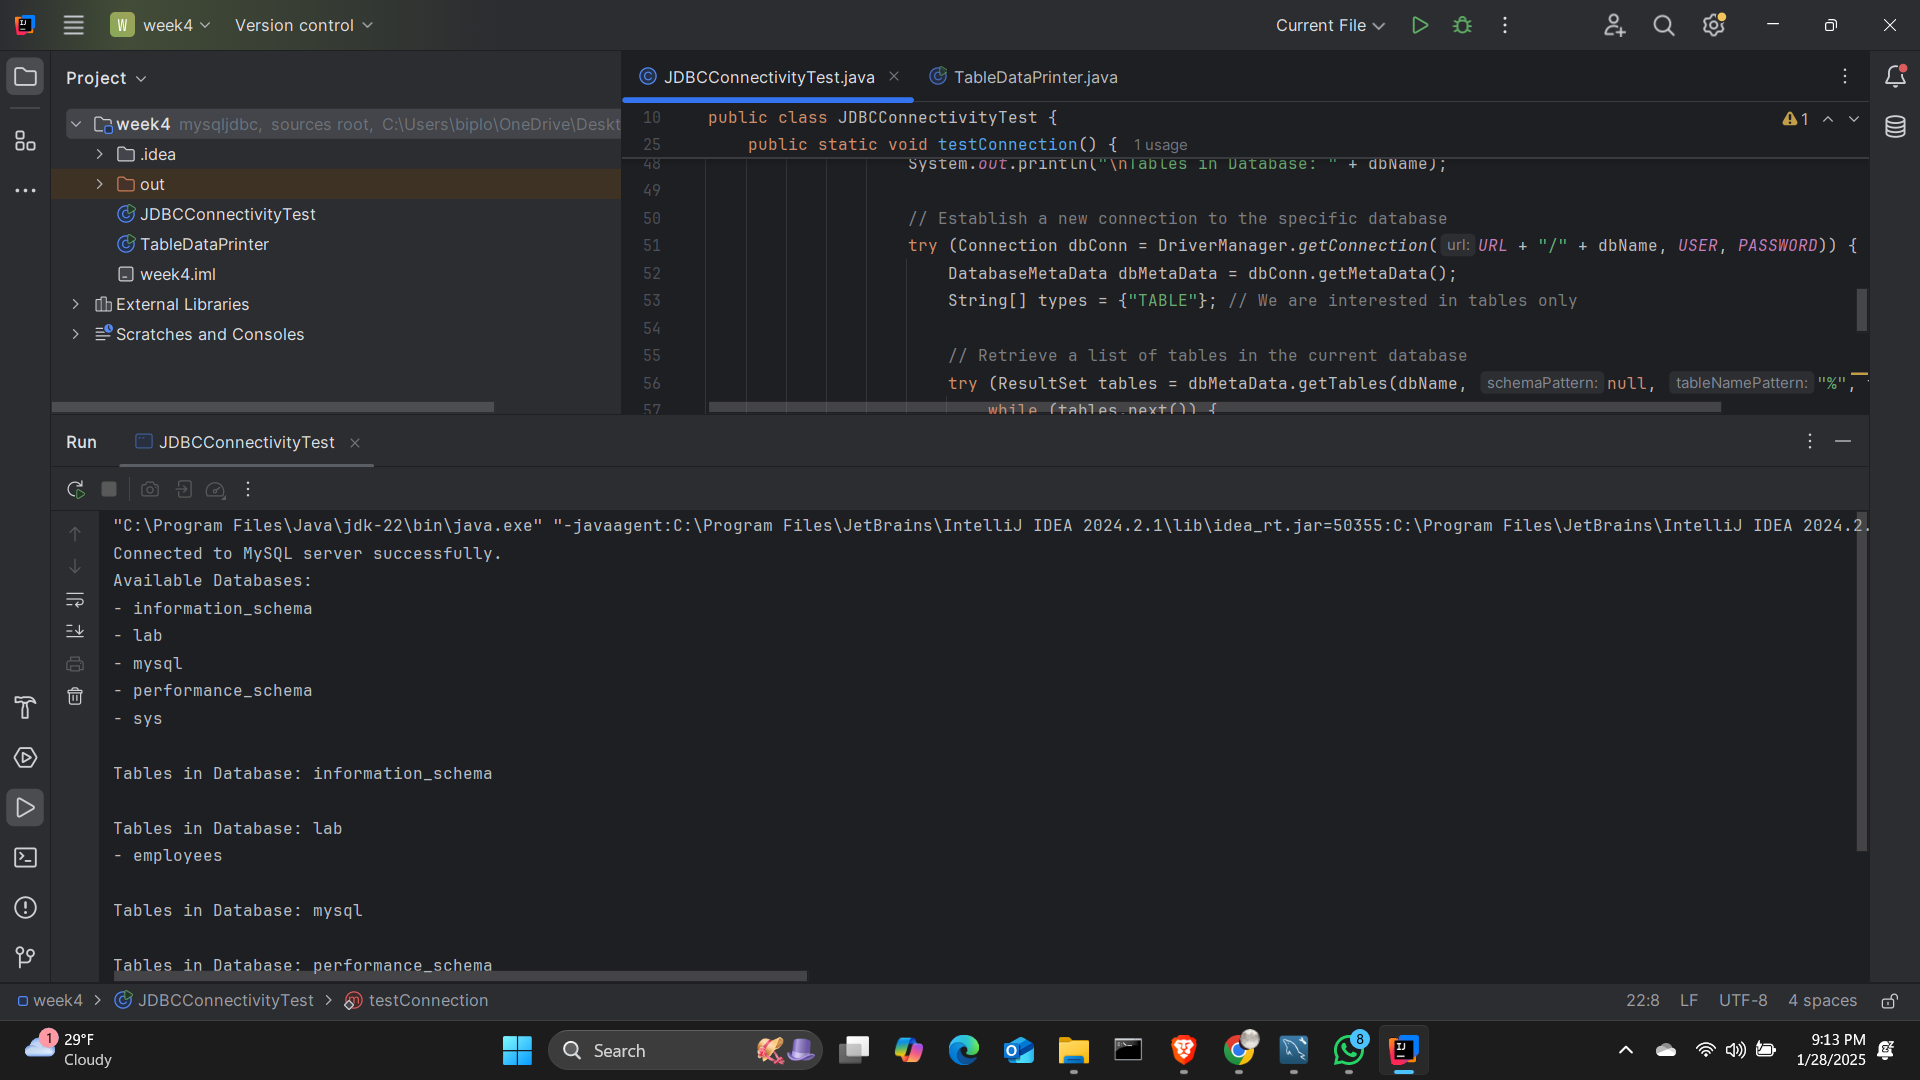 W week4 Version control Current File
Project
JDBCConnectivityTest.java TableDataPrinter.java
week4 mysqljdbc, sources root, C:\Users\biplo\OneDrive\Deskt
.idea
out
JDBCConnectivityTest
TableDataPrinter
week4.iml
External Libraries
Scratches and Consoles
10 public class JDBCConnectivityTest {
1
25 public static void testConnection() { 1 usage
48 System.out.println("\nTables in Database: " + dbName);
49
50 // Establish a new connection to the specific database
51 try (Connection dbConn = DriverManager.getConnection( url: URL + "/" + dbName, USER, PASSWORD)) {
52 DatabaseMetaData dbMetaData = dbConn.getMetaData();
53 String[] types = {"TABLE"}; // We are interested in tables only
54
55 // Retrieve a list of tables in the current database
56 try (ResultSet tables = dbMetaData.getTables(dbName, schemaPattern: null, tableNamePattern: "%",
57 while (tables.next()) {
Run JDBCConnectivityTest
"C:\Program Files\Java\jdk-22\bin\java.exe" "-javaagent:C:\Program Files\JetBrains\IntelliJ IDEA 2024.2.1\lib\idea_rt.jar=50355:C:\Program Files\JetBrains\IntelliJ IDEA 2024.2.
Connected to MySQL server successfully.
Available Databases:
- information_schema
- lab
- mysql
- performance_schema
- sys
Tables in Database: information_schema
Tables in Database: lab
- employees
Tables in Database: mysql
Tables in Database: performance_schema
week4 JDBCConnectivityTest testConnection
22:8 LF UTF-8 4 spaces
1
29°F
Cloudy
Search
8
9:13 PM
1/28/2025